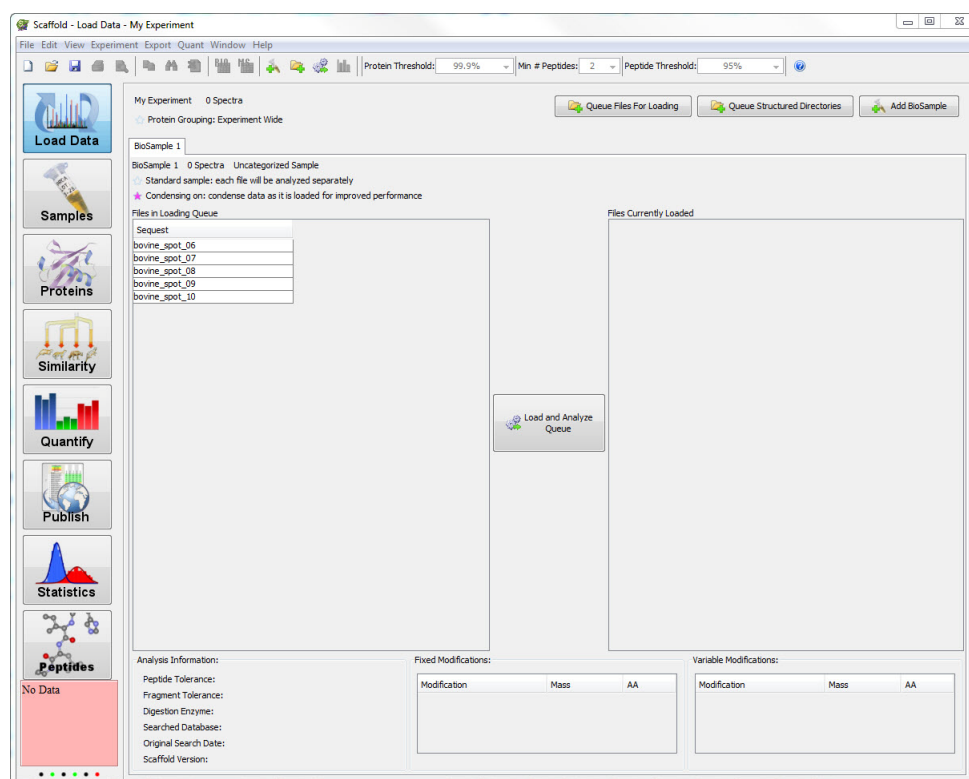 Scaffold - Load Data - My Experiment
File Edit View Experiment Export Quant Window Help
Protein Threshold: 99.9% Min # Peptides: 2 Peptide Threshold: 95%
Load Data
Samples
Proteins
Similarity
Quantify
Publish
Statistics
Peptides
No Data
My Experiment 0 Spectra
Queue Files For Loading Queue Structured Directories Add BioSample
Protein Grouping: Experiment Wide
BioSample 1
BioSample 1 0 Spectra Uncategorized Sample
Standard sample: each file will be analyzed separately
Condensing on: condense data as it is loaded for improved performance
Files in Loading Queue
Sequest
bovine_spot_06
bovine_spot_07
bovine_spot_08
bovine_spot_09
bovine_spot_10
Load and Analyze
Queue
Files Currently Loaded
Analysis Information:
Peptide Tolerance:
Fragment Tolerance:
Digestion Enzyme:
Searched Database:
Original Search Date:
Scaffold Version:
Fixed Modifications:
Modification Mass AA
Variable Modifications:
Modification Mass AA